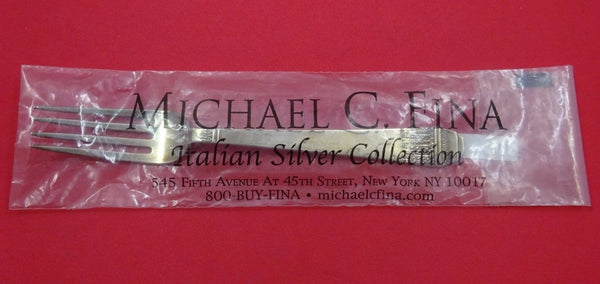 MICHAEL C. FINA
Italian Silver Collection
545 FIFTH AVENUE AT 45TH STREET, NEW YORK NY 10017
800-BUY-FINA • michaelcfina.com